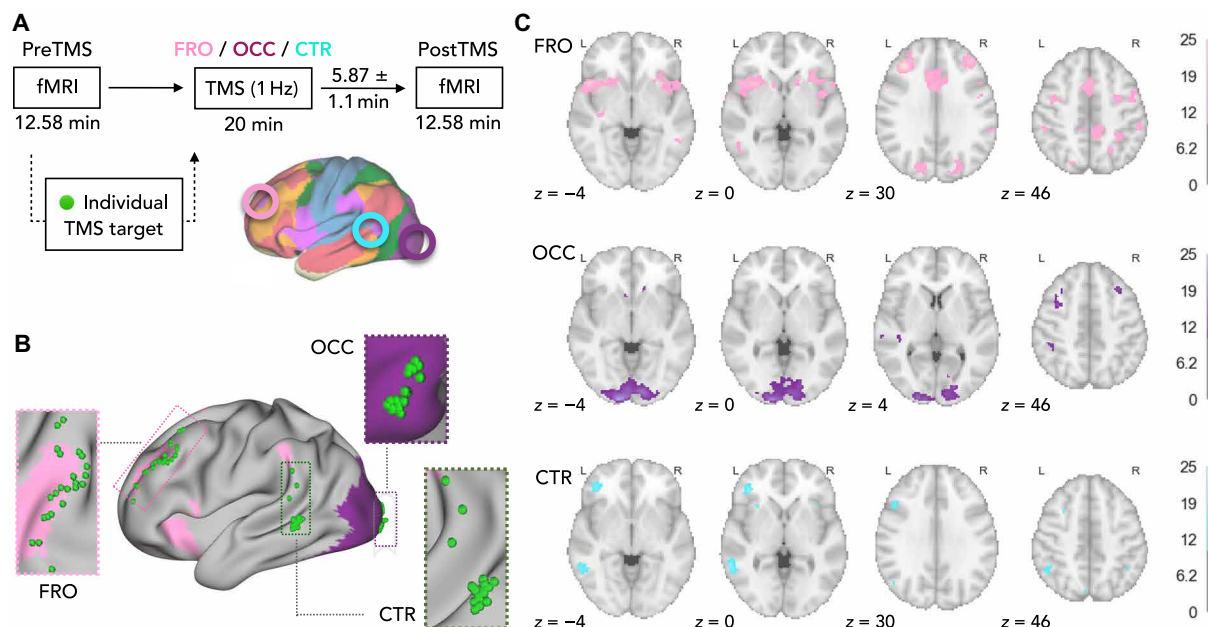 A
PreTMS
fMRI
12.58 min
FRO / OCC / CTR
TMS (1 Hz)
20 min
5.87 ±
1.1 min
PostTMS
fMRI
12.58 min
Individual
TMS target
B
OCC
FRO
CTR
C
FRO
L R
L R
L R
L R
25
19
12
6.2
0
z = −4
z = 0
z = 30
z = 46
OCC
L R
L R
L R
L R
25
19
12
6.2
0
z = −4
z = 0
z = 4
z = 46
CTR
L R
L R
L R
L R
25
19
12
6.2
0
z = −4
z = 0
z = 30
z = 46